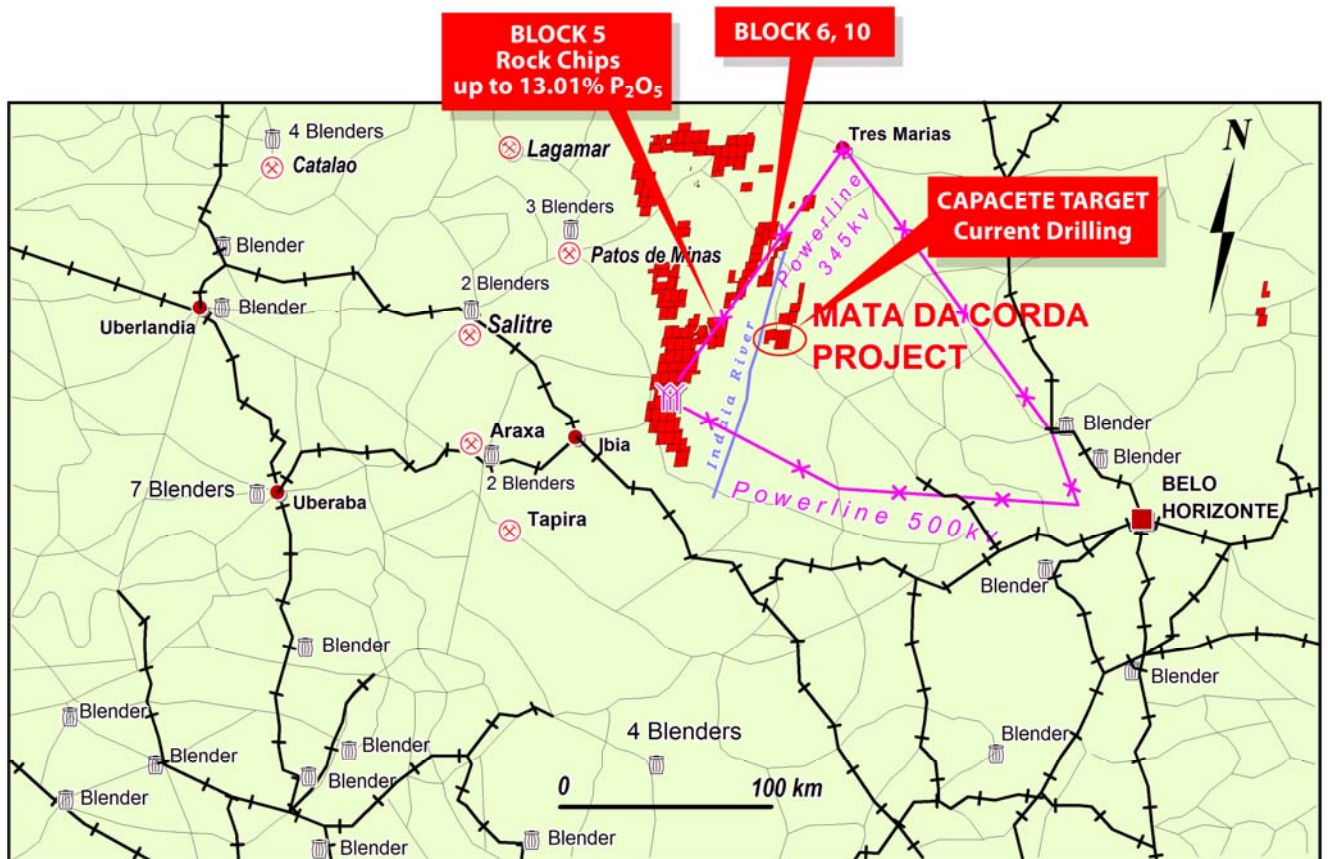 BLOCK 5
Rock Chips
up to 13.01% P₂O₅
BLOCK 6, 10
4 Blenders
Catalao
Lagamar
Tres Marias
N
3 Blenders
Patos de Minas
CAPACETE TARGET
Current Drilling
Powerline
345kv
Blender
Blender
Uberlandia
2 Blenders
Salitre
MATA DA CORDA
PROJECT
Indaia River
Araxa
2 Blenders
Ibia
Blender
Blender
7 Blenders
Uberaba
Tapira
Powerline 500kv
BELO
HORIZONTE
Blender
Blender
Blender
Blender
4 Blenders
Blender
Blender
Blender
Blender
Blender
0 100 km
Blender
Blender
Blender